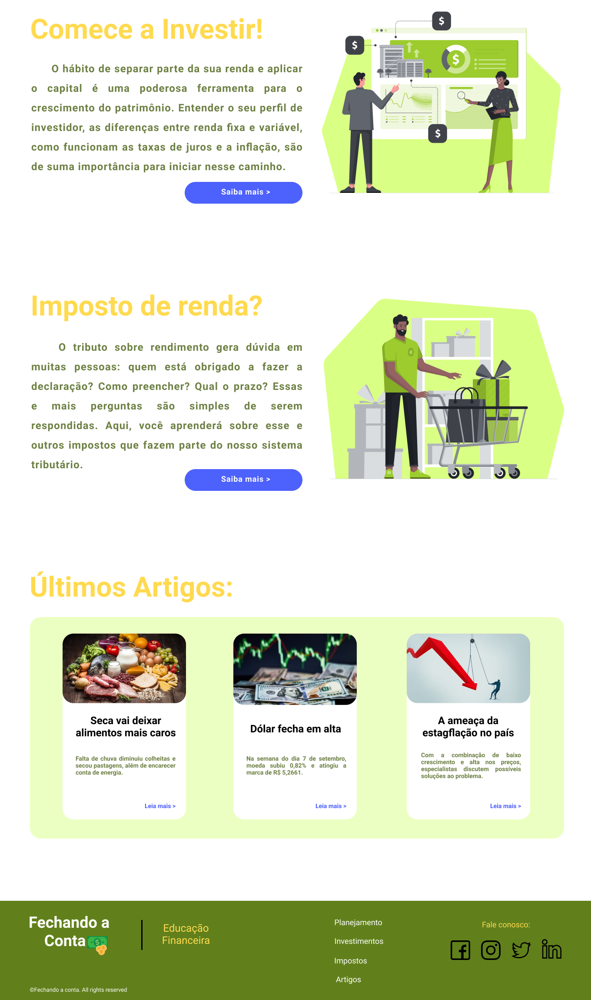 Comece a Investir!
O hábito de separar parte da sua renda e aplicar
o capital é uma poderosa ferramenta para o
crescimento do patrimônio. Entender o seu perfil de
investidor, as diferenças entre renda fixa e variável,
como funcionam as taxas de juros e a inflação, são
de suma importância para iniciar nesse caminho.
Saiba mais >
$
$
$
$
Imposto de renda?
O tributo sobre rendimento gera dúvida em
muitas pessoas: quem está obrigado a fazer a
declaração? Como preencher? Qual o prazo? Essas
e mais perguntas são simples de serem
respondidas. Aqui, você aprenderá sobre esse e
outros impostos que fazem parte do nosso sistema
tributário.
Saiba mais >
Últimos Artigos:
Seca vai deixar
alimentos mais caros
Falta de chuva diminuiu colheitas e
secou pastagens, além de encarecer
conta de energia.
Leia mais >
Dólar fecha em alta
Na semana do dia 7 de setembro,
moeda subiu 0,82% e atingiu a
marca de R$ 5,2661.
Leia mais >
A ameaça da
estagflação no país
Com a combinação de baixo
crescimento e alta nos preços,
especialistas discutem possíveis
soluções ao problema.
Leia mais >
Fechando a
Conta
Educação
Financeira
Planejamento
Investimentos
Impostos
Artigos
Fale conosco:
©Fechando a conta. All rights reserved